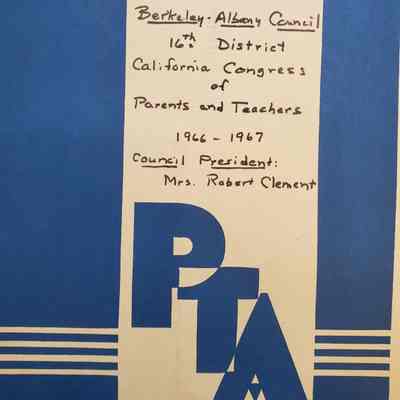 Berkeley-Albany Council
16th District
California Congress
of
Parents and Teachers
1966-1967
Council President:
Mrs. Robert Clement
PTA